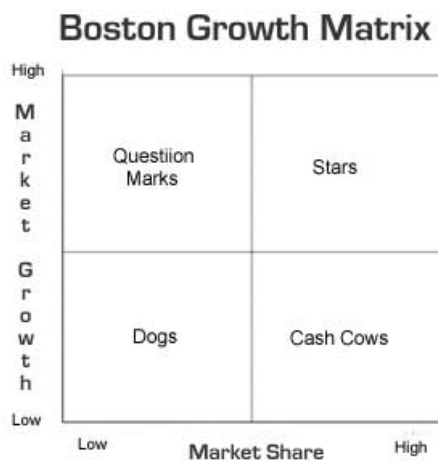 Boston Growth Matrix
High
Market
Questiion
Marks
Stars
Growth
Dogs
Cash Cows
Low
Low
Market Share
High